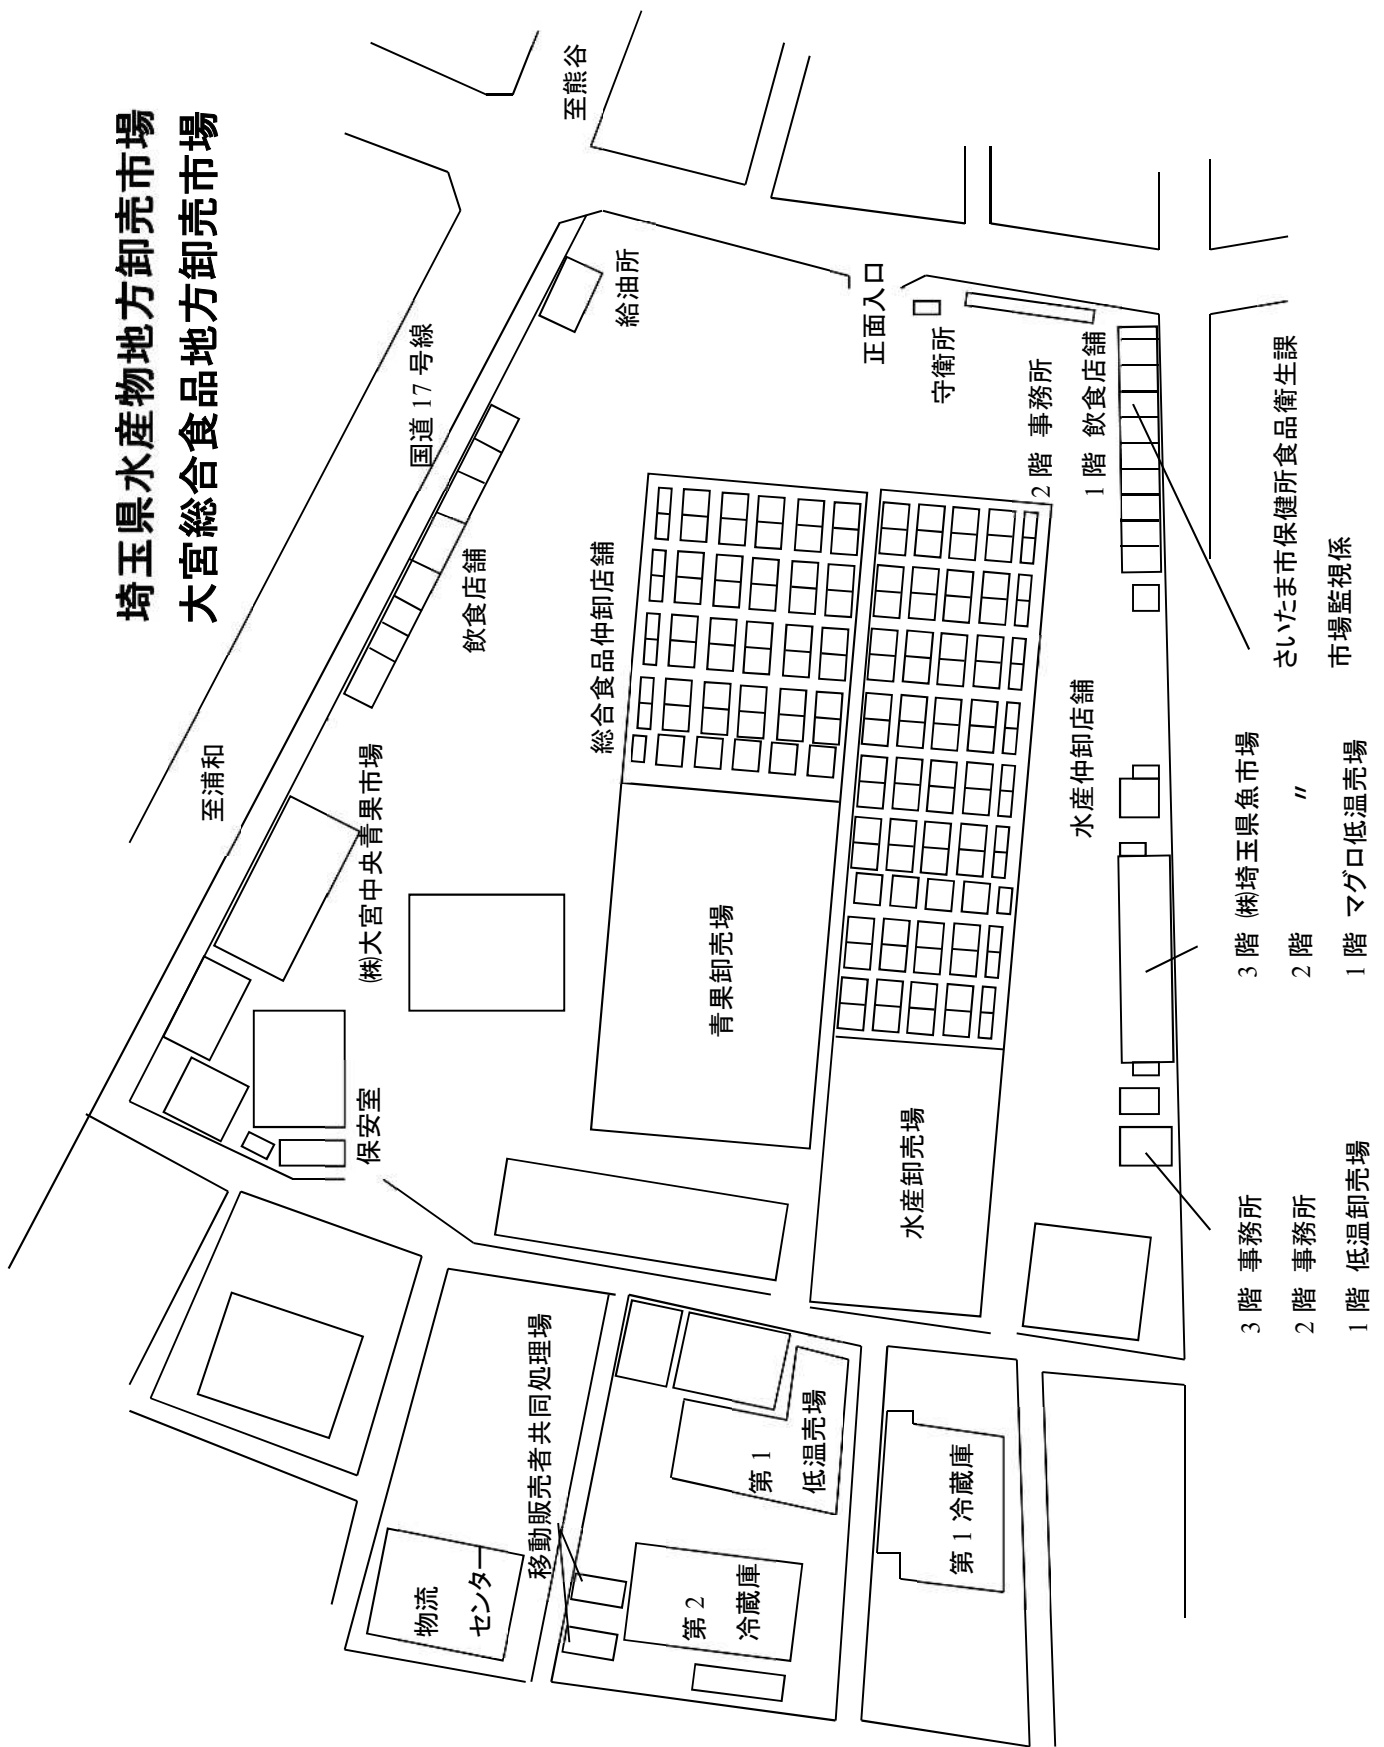 埼玉県水産物地方卸売市場
大宮総合食品地方卸売市場
至浦和
国道 17 号線
至熊谷
給油所
飲食店舗
㈱大宮中央青果市場
保安室
総合食品仲卸店舗
青果卸売場
正面入口
守衛所
2 階 事務所
1 階 飲食店舗
水産卸売場
水産仲卸店舗
さいたま市保健所食品衛生課
市場監視係
3 階 ㈱埼玉県魚市場
2 階 〃
1 階 マグロ低温売場
3 階 事務所
2 階 事務所
1 階 低温卸売場
物流
センター
移動販売者共同処理場
第 2
冷蔵庫
第 1
低温売場
第 1 冷蔵庫